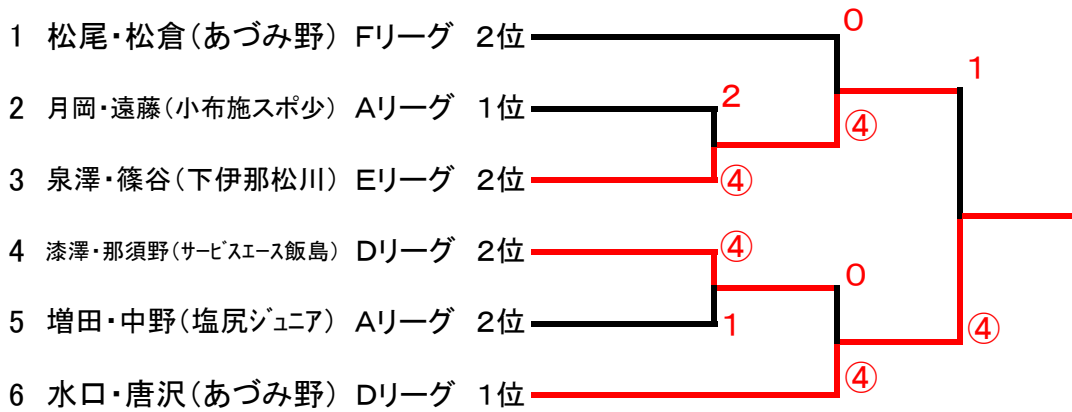 0
1 松尾・松倉(あづみ野) Fリーグ 2位
1
2
2 月岡・遠藤(小布施スポ少) Aリーグ 1位
④
3 泉澤・篠谷(下伊那松川) Eリーグ 2位
④
4 漆澤・那須野(サービスエース飯島) Dリーグ 2位
④
0
5 増田・中野(塩尻ジュニア) Aリーグ 2位
1
④
④
6 水口・唐沢(あづみ野) Dリーグ 1位